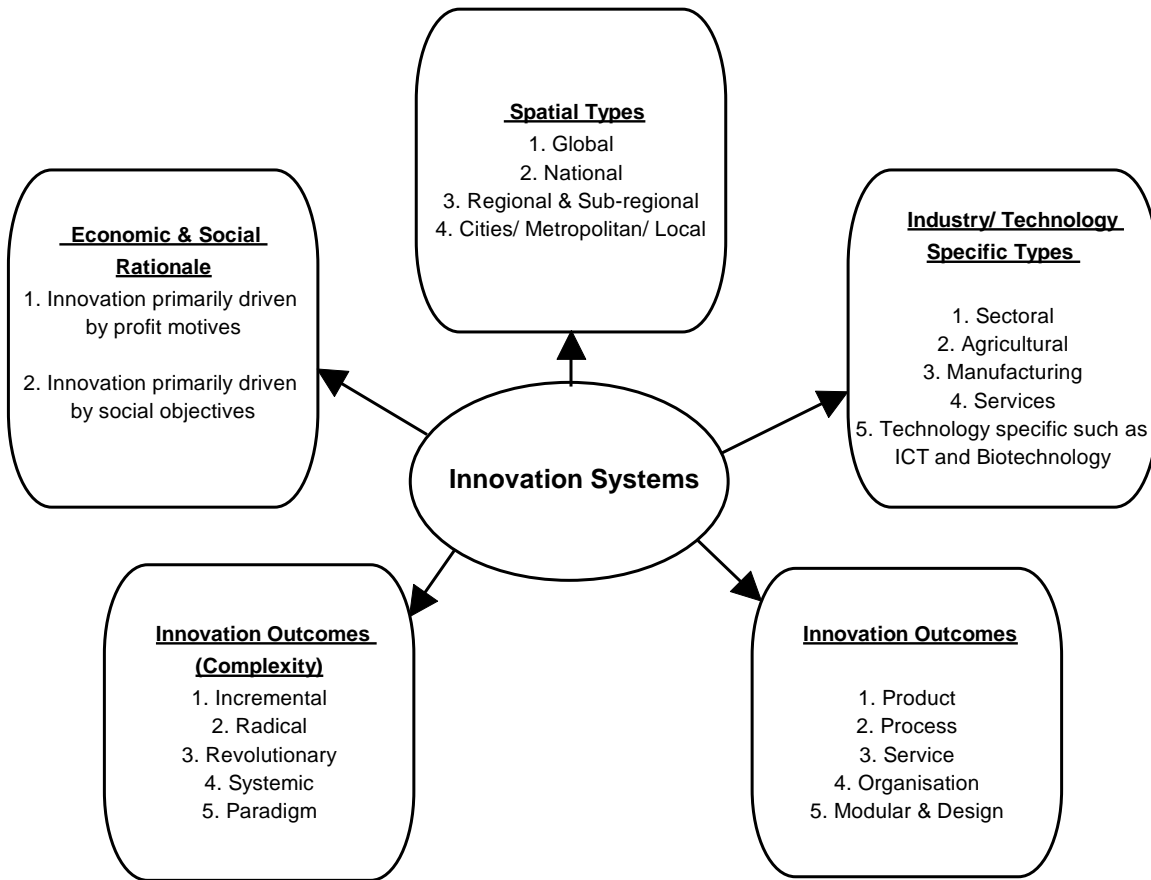 Spatial Types
1. Global
2. National
3. Regional & Sub-regional
4. Cities/ Metropolitan/ Local
Economic & Social
Rationale
1. Innovation primarily driven
by profit motives
2. Innovation primarily driven
by social objectives
Industry/ Technology
Specific Types
1. Sectoral
2. Agricultural
3. Manufacturing
4. Services
5. Technology specific such as
ICT and Biotechnology
Innovation Systems
Innovation Outcomes
(Complexity)
1. Incremental
2. Radical
3. Revolutionary
4. Systemic
5. Paradigm
Innovation Outcomes
1. Product
2. Process
3. Service
4. Organisation
5. Modular & Design